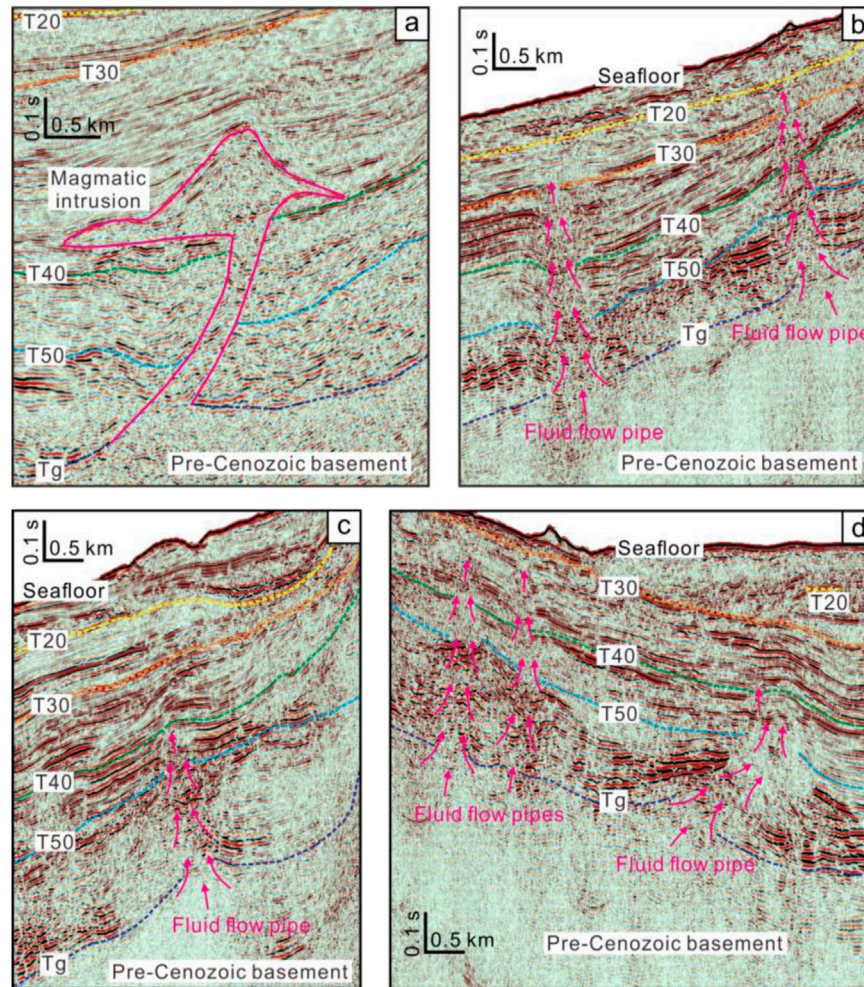 a
T20
T30
0.1 s
0.5 km
Magmatic
intrusion
T40
T50
Tg
Pre-Cenozoic basement
b
0.1 s
0.5 km
Seafloor
T20
T30
T40
T50
Tg
Fluid flow pipe
Fluid flow pipe
Pre-Cenozoic basement
c
0.1 s
0.5 km
Seafloor
T20
T30
T40
T50
Fluid flow pipe
Tg
Pre-Cenozoic basement
d
Seafloor
T30
T20
T40
T50
Tg
Fluid flow pipes
Fluid flow pipe
0.1 s
0.5 km
Pre-Cenozoic basement